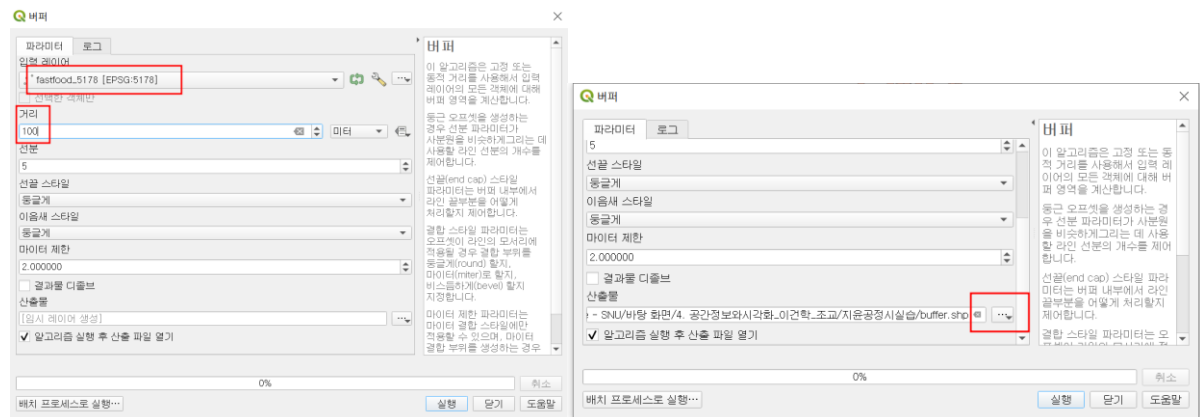 버퍼
파라미터
로그
입력 레이어
fastfood_5178 [EPSG:5178]
선택한 객체만
거리
100
미터
선분
5
선끝 스타일
둥글게
이음새 스타일
둥글게
마이터 제한
2.000000
결과물 디졸브
산출물
[임시 레이어 생성]
알고리즘 실행 후 산출 파일 열기
버퍼
이 알고리즘은 고정 또는
동적 거리를 사용해서 입력
레이어의 모든 객체에 대해
버퍼 영역을 계산합니다.
둥근 오프셋을 생성하는
경우 선분 파라미터가
사분원을 비슷하게그리는 데
사용할 라인 선분의 개수를
제어합니다.
선끝(end cap) 스타일
파라미터는 버퍼 내부에서
라인 끝부분을 어떻게
처리할지 제어합니다.
결합 스타일 파라미터는
오프셋이 라인의 모서리에
적용될 경우 결합 부위를
둥글게(round) 할지,
마이터(miter)로 할지,
비스듬하게(bevel) 할지
지정합니다.
마이터 제한 파라미터는
마이터 결합 스타일에만
적용할 수 있으며, 마이터
결합 부위를 생성하는 경우
0%
취소
배치 프로세스로 실행…
실행
닫기
도움말
버퍼
파라미터
로그
5
선끝 스타일
둥글게
이음새 스타일
둥글게
마이터 제한
2.000000
결과물 디졸브
산출물
- SNU/바탕 화면/4. 공간정보와시각화_이건학_조교/지윤공정시실습/buffer.shp
알고리즘 실행 후 산출 파일 열기
버퍼
이 알고리즘은 고정 또는 동
적 거리를 사용해서 입력 레
이어의 모든 객체에 대해 버
퍼 영역을 계산합니다.
둥근 오프셋을 생성하는 경
우 선분 파라미터가 사분원
을 비슷하게그리는 데 사용
할 라인 선분의 개수를 제어
합니다.
선끝(end cap) 스타일 파라
미터는 버퍼 내부에서 라인
끝부분을 어떻게 처리할지
제어합니다.
결합 스타일 파라미터는 오
0%
취소
배치 프로세스로 실행…
실행
닫기
도움말